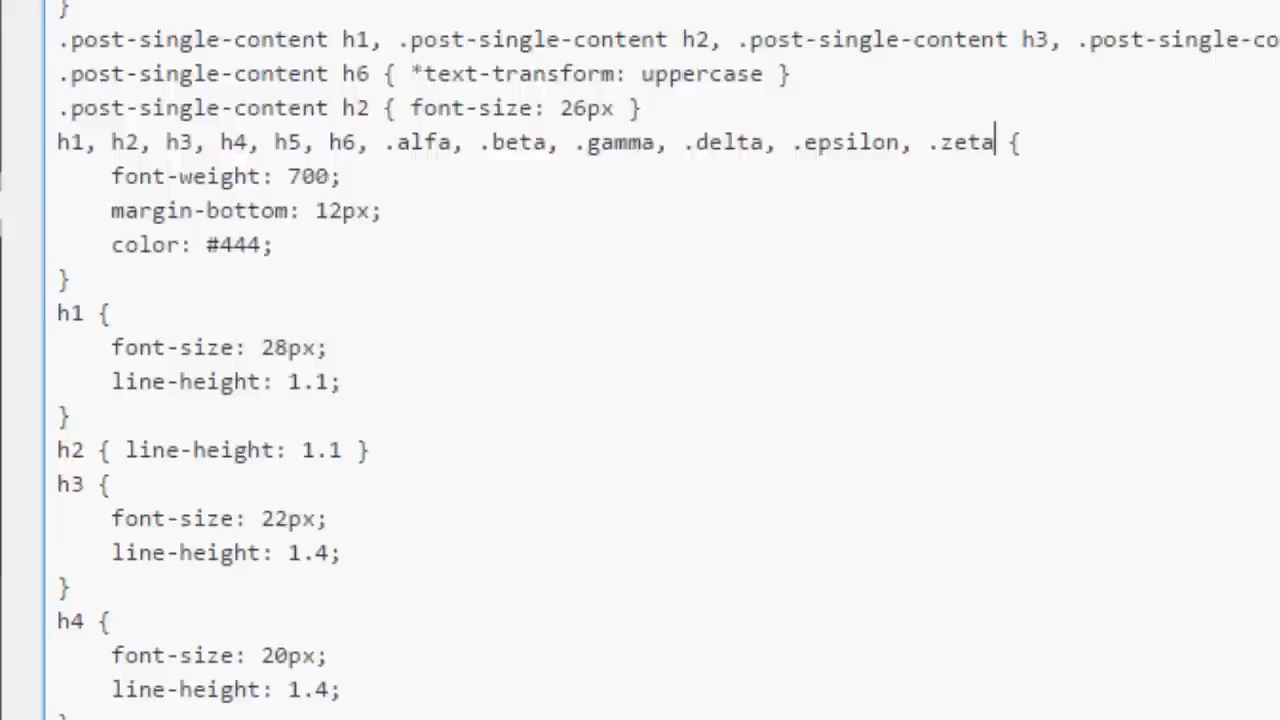 }
.post-single-content h1, .post-single-content h2, .post-single-content h3, .post-single-co
.post-single-content h6 { *text-transform: uppercase }
.post-single-content h2 { font-size: 26px }
h1, h2, h3, h4, h5, h6, .alfa, .beta, .gamma, .delta, .epsilon, .zeta {
    font-weight: 700;
    margin-bottom: 12px;
    color: #444;
}
h1 {
    font-size: 28px;
    line-height: 1.1;
}
h2 { line-height: 1.1 }
h3 {
    font-size: 22px;
    line-height: 1.4;
}
h4 {
    font-size: 20px;
    line-height: 1.4;
}